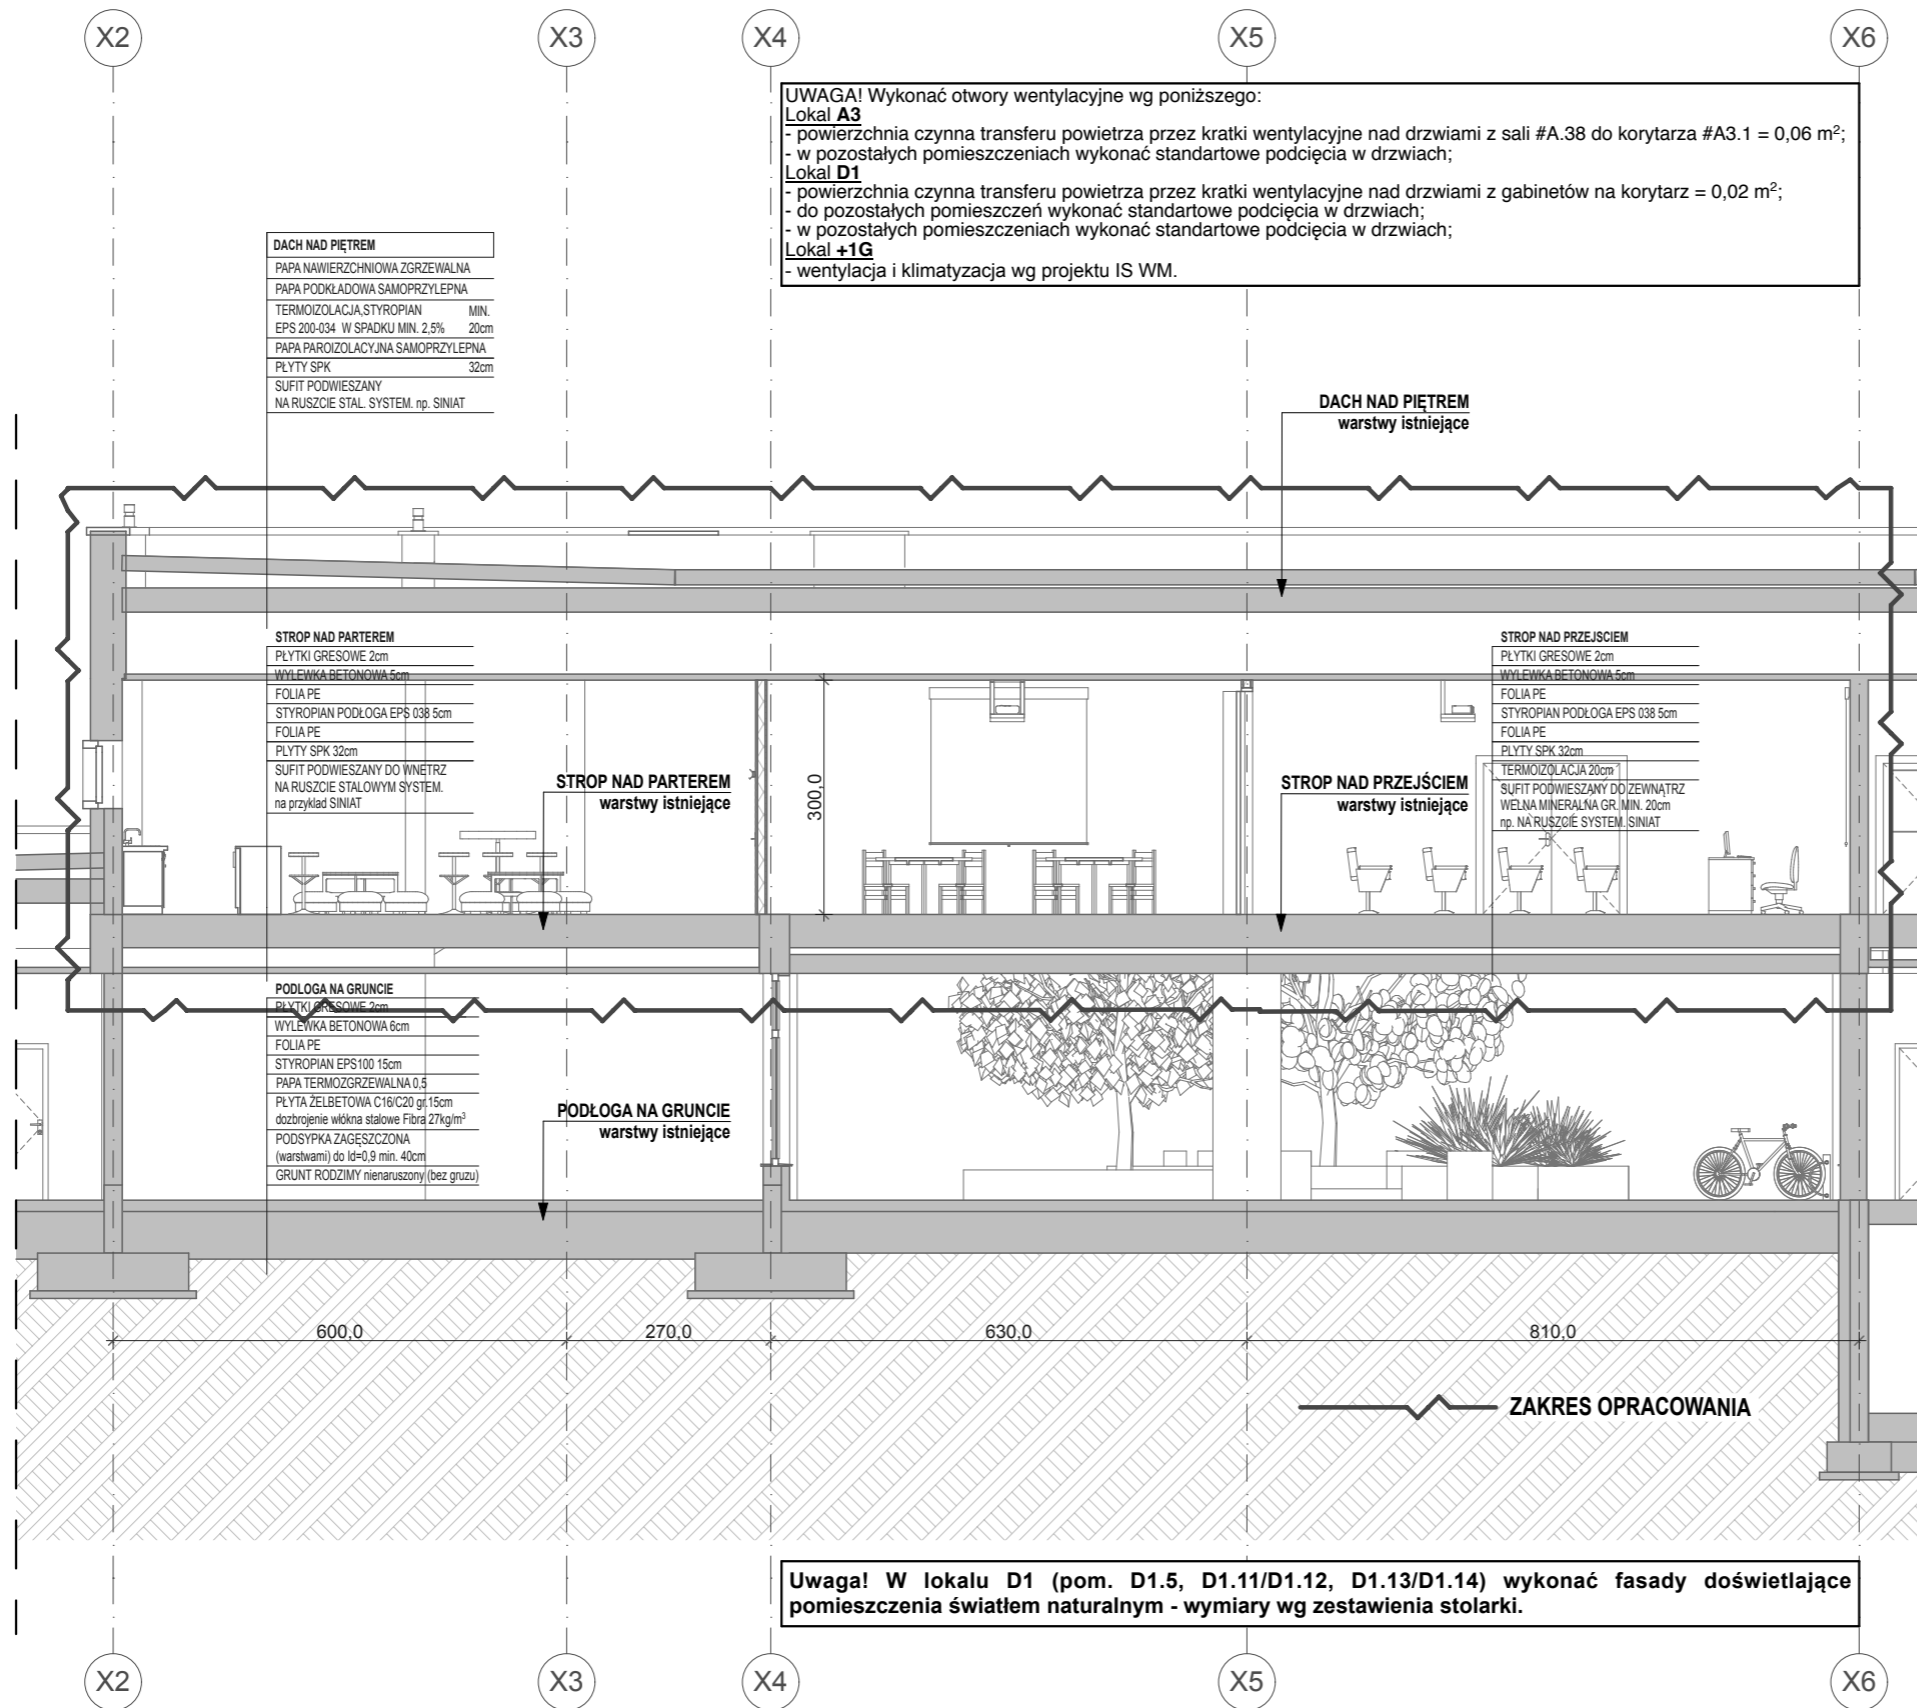 X2
X3
X4
X5
X6
UWAGA! Wykonać otwory wentylacyjne wg poniższego:
Lokal A3
- powierzchnia czynna transferu powietrza przez kratki wentylacyjne nad drzwiami z sali #A.38 do korytarza #A3.1 = 0,06 m²;
- w pozostałych pomieszczeniach wykonać standartowe podcięcia w drzwiach;
Lokal D1
- powierzchnia czynna transferu powietrza przez kratki wentylacyjne nad drzwiami z gabinetów na korytarz = 0,02 m²;
- do pozostałych pomieszczeń wykonać standartowe podcięcia w drzwiach;
- w pozostałych pomieszczeniach wykonać standartowe podcięcia w drzwiach;
Lokal +1G
- wentylacja i klimatyzacja wg projektu IS WM.
DACH NAD PIĘTREM
PAPA NAWIERZCHNIOWA ZGRZEWALNA
PAPA PODKŁADOWA SAMOPRZYLEPNA
TERMOIZOLACJA,STYROPIAN MIN.
EPS 200-034 W SPADKU MIN. 2,5% 20cm
PAPA PAROIZOLACYJNA SAMOPRZYLEPNA
PŁYTY SPK 32cm
SUFIT PODWIESZANY
NA RUSZCIE STAL. SYSTEM. np. SINIAT
DACH NAD PIĘTREM
warstwy istniejące
STROP NAD PARTEREM
PŁYTKI GRESOWE 2cm
WYLEWKA BETONOWA 5cm
FOLIA PE
STYROPIAN PODŁOGA EPS 038 5cm
FOLIA PE
PLYTY SPK 32cm
SUFIT PODWIESZANY DO WNETRZ
NA RUSZCIE STALOWYM SYSTEM.
na przyklad SINIAT
STROP NAD PARTEREM
warstwy istniejące
300,0
STROP NAD PRZEJŚCIEM
warstwy istniejące
STROP NAD PRZEJSCIEM
PŁYTKI GRESOWE 2cm
WYLEWKA BETONOWA 5cm
FOLIA PE
STYROPIAN PODŁOGA EPS 038 5cm
FOLIA PE
PLYTY SPK 32cm
TERMOIZOLACJA 20cm
SUFIT PODWIESZANY DO ZEWNĄTRZ
WELNA MINERALNA GR. MIN. 20cm
np. NA RUSZCIE SYSTEM. SINIAT
PODLOGA NA GRUNCIE
PŁYTKI GRESOWE 2cm
WYLEWKA BETONOWA 6cm
FOLIA PE
STYROPIAN EPS100 15cm
PAPA TERMOZGRZEWALNA 0,5
PŁYTA ŻELBETOWA C16/C20 gr.15cm
dozbrojenie włókna stalowe Fibra 27kg/m³
PODSYPKA ZAGĘSZCZONA
(warstwami) do Id=0,9 min. 40cm
GRUNT RODZIMY nienaruszony (bez gruzu)
PODŁOGA NA GRUNCIE
warstwy istniejące
600,0
270,0
630,0
810,0
ZAKRES OPRACOWANIA
Uwaga! W lokalu D1 (pom. D1.5, D1.11/D1.12, D1.13/D1.14) wykonać fasady doświetlające
pomieszczenia światłem naturalnym - wymiary wg zestawienia stolarki.
X2
X3
X4
X5
X6